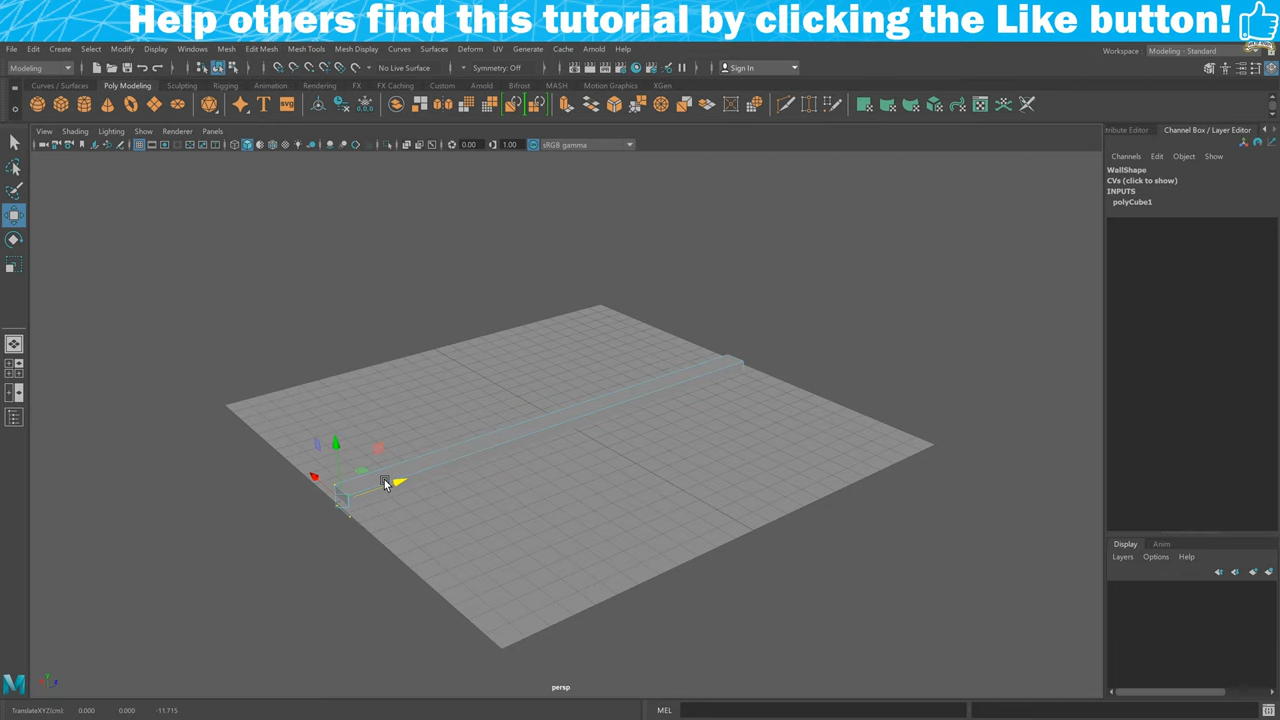 Help others find this tutorial by clicking the Like button!
File Edit Create Select Modify Display Windows Mesh Edit Mesh Mesh Tools Mesh Display Curves Surfaces Deform UV Generate Cache Arnold Help
Workspace : Modeling - Standard
Modeling
No Live Surface
Symmetry: Off
Sign In
Curves / Surfaces Poly Modeling Sculpting Rigging Animation Rendering FX FX Caching Custom Arnold Bifrost MASH Motion Graphics XGen
View Shading Lighting Show Renderer Panels
tribute Editor Channel Box / Layer Editor
0.00 1.00 sRGB gamma
Channels Edit Object Show
WallShape
CVs (click to show)
INPUTS
polyCube1
Display Anim
Layers Options Help
persp
TranslateXYZ(cm): 0.000 0.000 -11.715
MEL